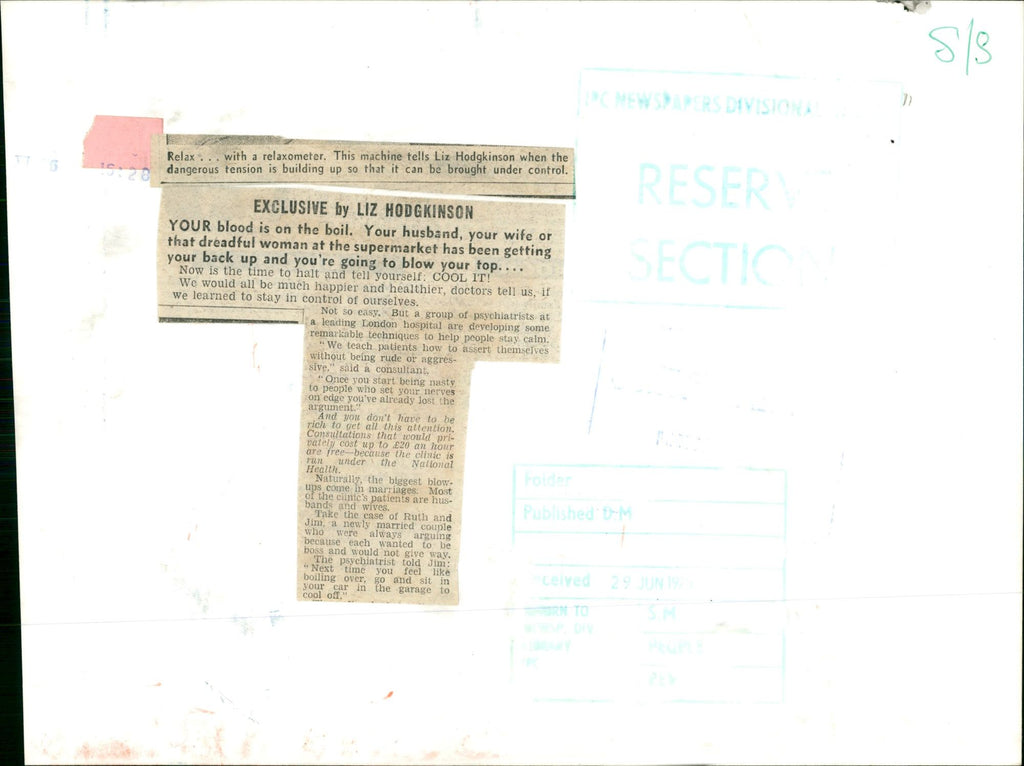 S/S
IPC NEWSPAPERS DIVISIONAL
RESERVE
SECTION
Relax . . . with a relaxometer. This machine tells Liz Hodgkinson when the
dangerous tension is building up so that it can be brought under control.
EXCLUSIVE by LIZ HODGKINSON
YOUR blood is on the boil. Your husband, your wife or
that dreadful woman at the supermarket has been getting
your back up and you're going to blow your top....
Now is the time to halt and tell yourself: COOL IT!
We would all be much happier and healthier, doctors tell us, if
we learned to stay in control of ourselves.
Not so easy. But a group of psychiatrists at
a leading London hospital are developing some
remarkable techniques to help people stay calm.
"We teach patients how to assert themselves
without being rude or aggres-
sive," said a consultant.
"Once you start being nasty
to people who set your nerves
on edge you've already lost the
argument."
And you don't have to be
rich to get all this attention.
Consultations that would pri-
vately cost up to £20 an hour
are free—because the clinic is
run under the National
Health.
Naturally, the biggest blow-
ups come in marriages. Most
of the clinic's patients are hus-
bands and wives.
Take the case of Ruth and
Jim, a newly married couple
who were always arguing
because each wanted to be
boss and would not give way.
The psychiatrist told Jim:
"Next time you feel like
boiling over, go and sit in
your car in the garage to
cool off."
Folder
Published D.M
Received 29 JUN
RETURN TO S.M
NEWSP. DIV
LIBRARY PEOPLE
IPC REV